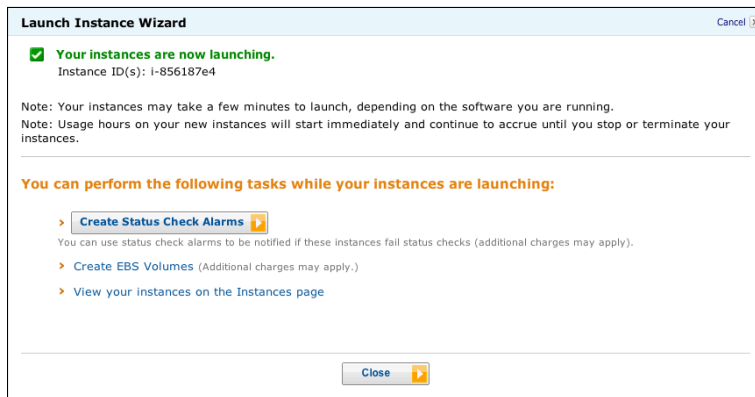 Launch Instance Wizard
Cancel
Your instances are now launching.
Instance ID(s): i-856187e4
Note: Your instances may take a few minutes to launch, depending on the software you are running.
Note: Usage hours on your new instances will start immediately and continue to accrue until you stop or terminate your
instances.
You can perform the following tasks while your instances are launching:
Create Status Check Alarms
You can use status check alarms to be notified if these instances fail status checks (additional charges may apply).
Create EBS Volumes (Additional charges may apply.)
View your instances on the Instances page
Close